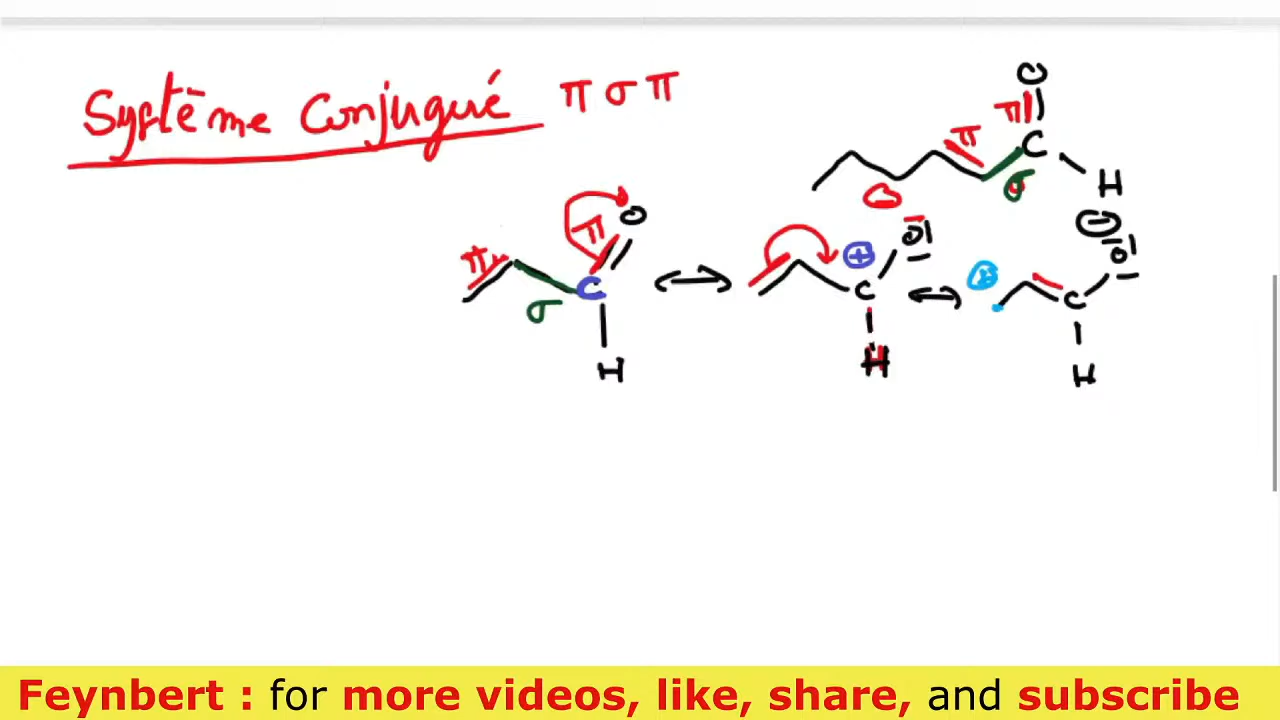 Système Conjugué π σ π
O
π π C
σ H
π π O
σ C
H
⊕ O
C
H
⊕ ⊖ O
C
H
Feynbert : for more videos, like, share, and subscribe